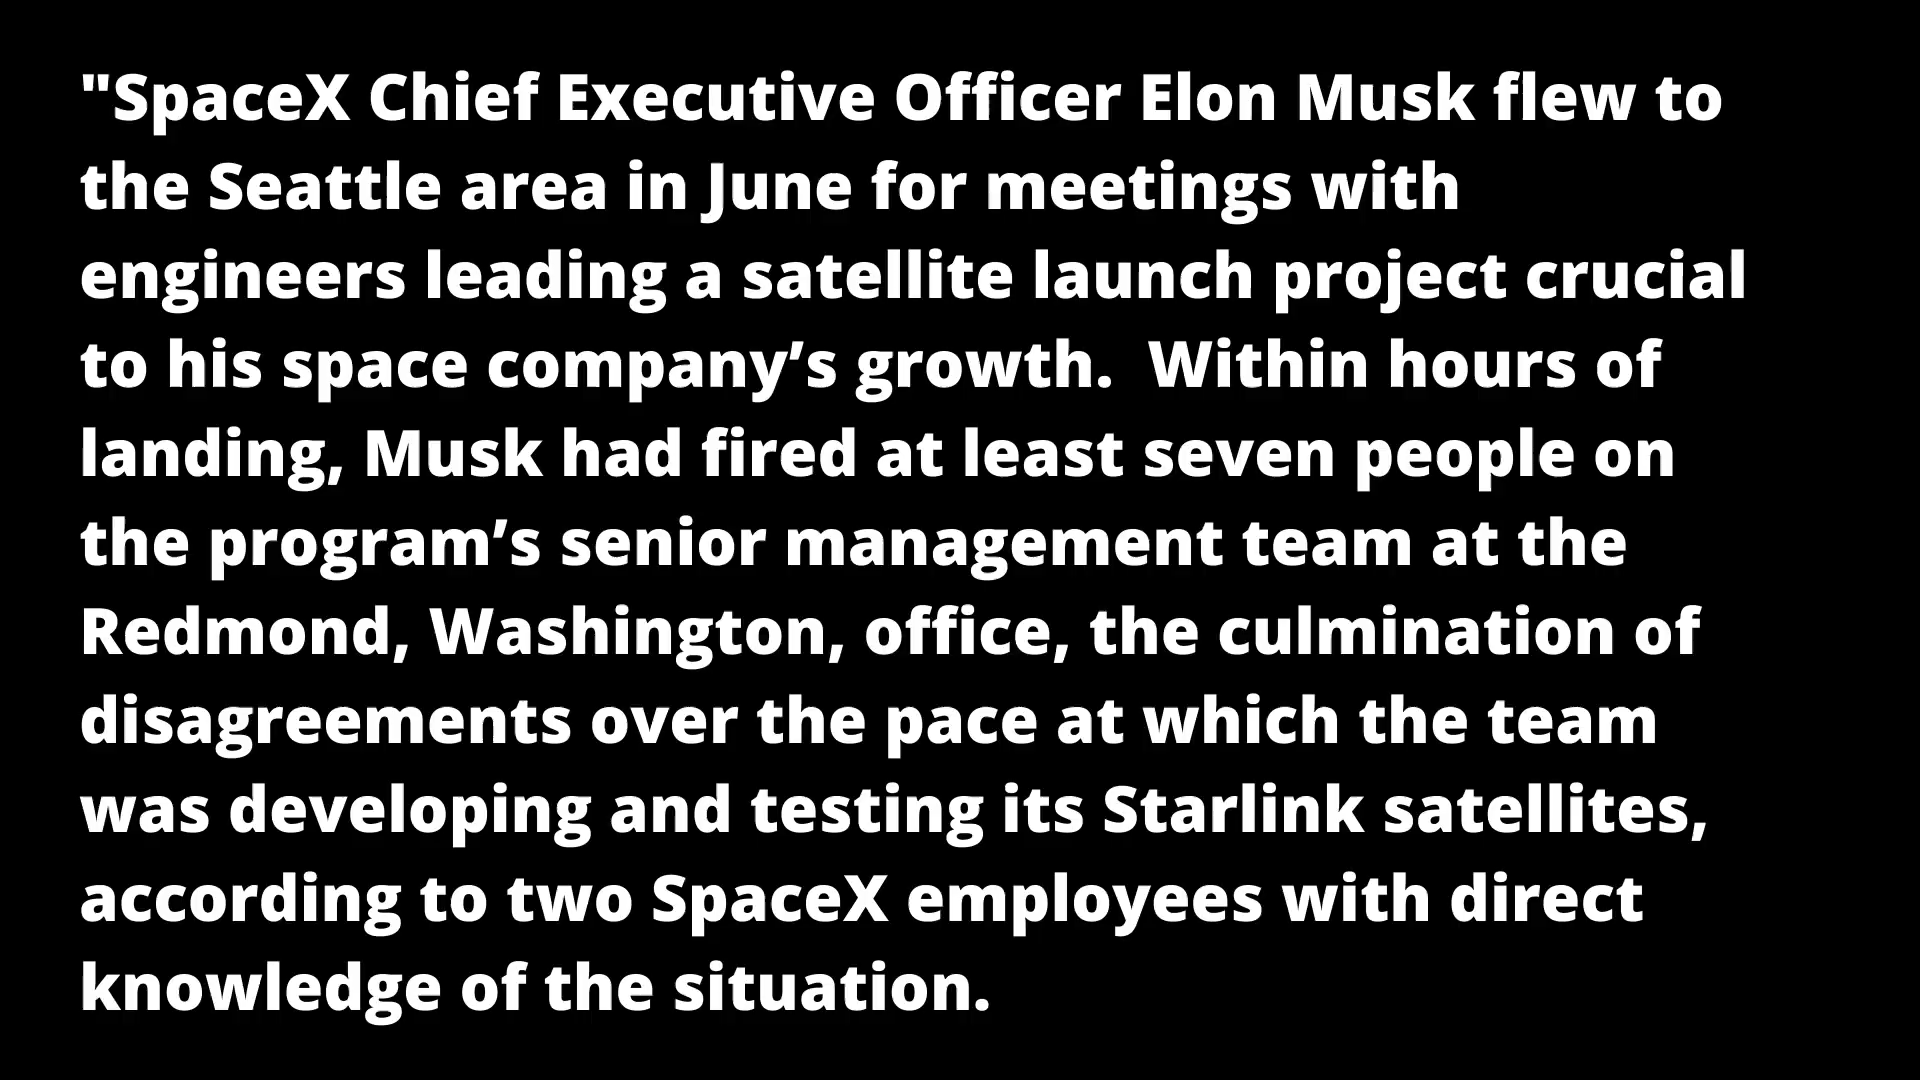 "SpaceX Chief Executive Officer Elon Musk flew to
the Seattle area in June for meetings with
engineers leading a satellite launch project crucial
to his space company’s growth.  Within hours of
landing, Musk had fired at least seven people on
the program’s senior management team at the
Redmond, Washington, office, the culmination of
disagreements over the pace at which the team
was developing and testing its Starlink satellites,
according to two SpaceX employees with direct
knowledge of the situation.